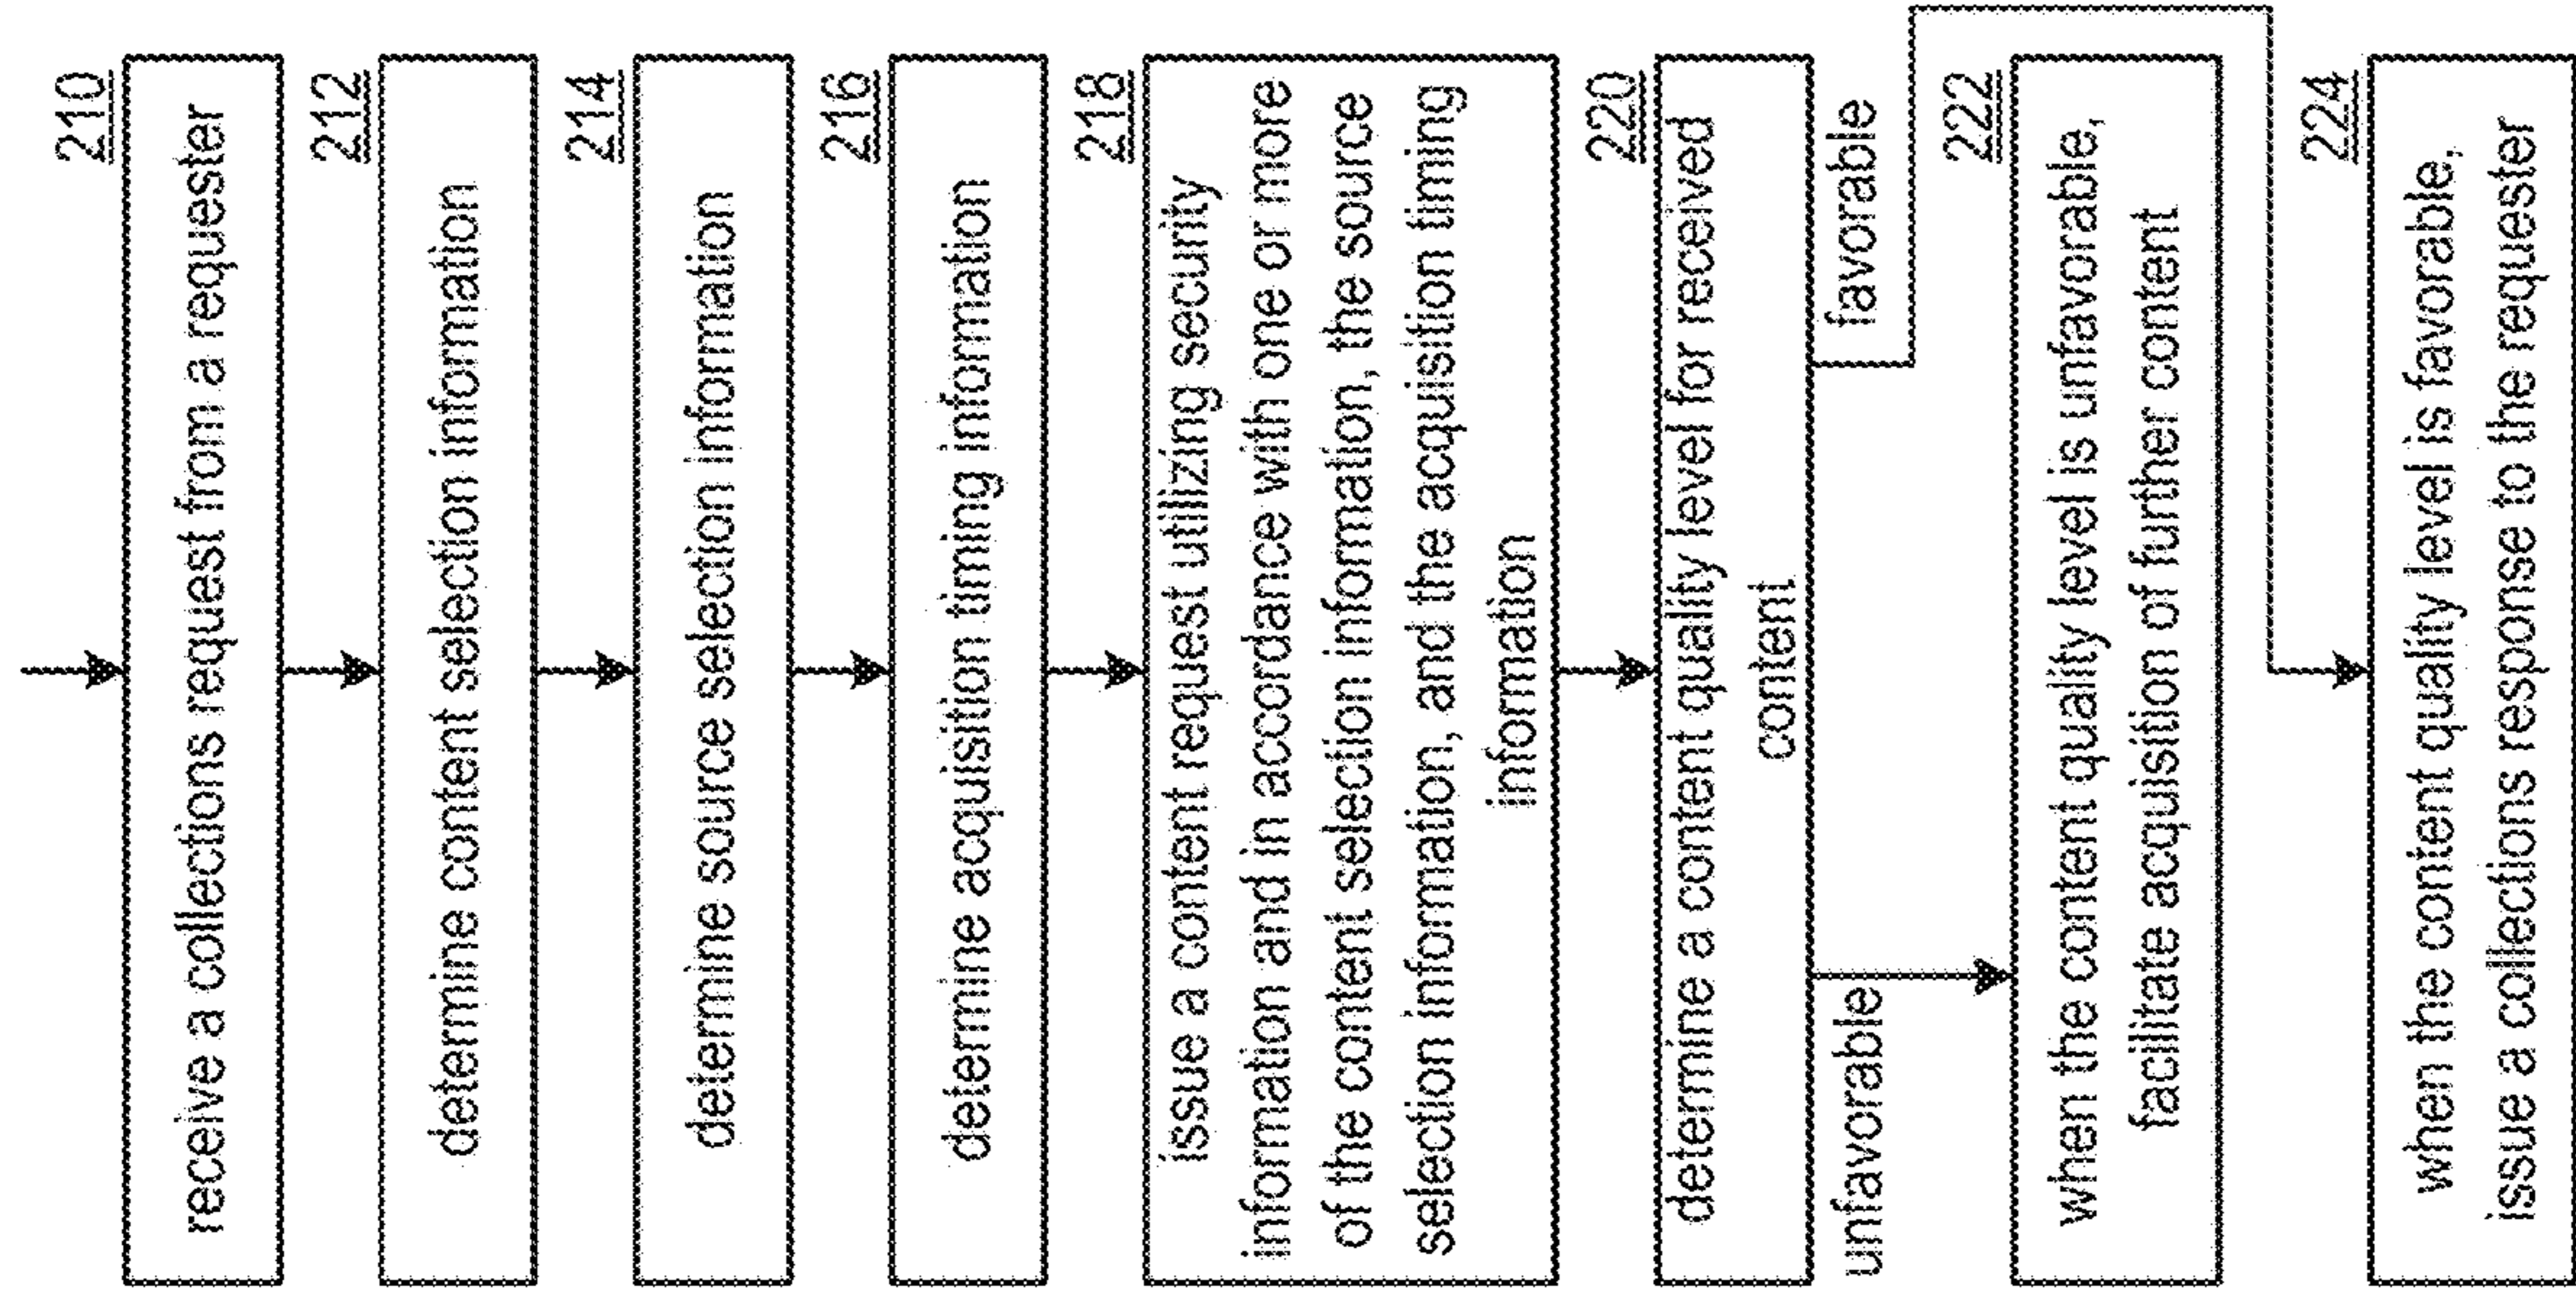 210
receive a collections request from a requester
212
determine content selection information
214
determine source selection information
216
determine acquisition timing information
218
issue a content request utilizing security
information and in accordance with one or more
of the content selection information, the source
selection information, and the acquisition timing
information
220
determine a content quality level for received
content
unfavorable
favorable
222
when the content quality level is unfavorable,
facilitate acquisition of further content
224
when the content quality level is favorable,
issue a collections response to the requester